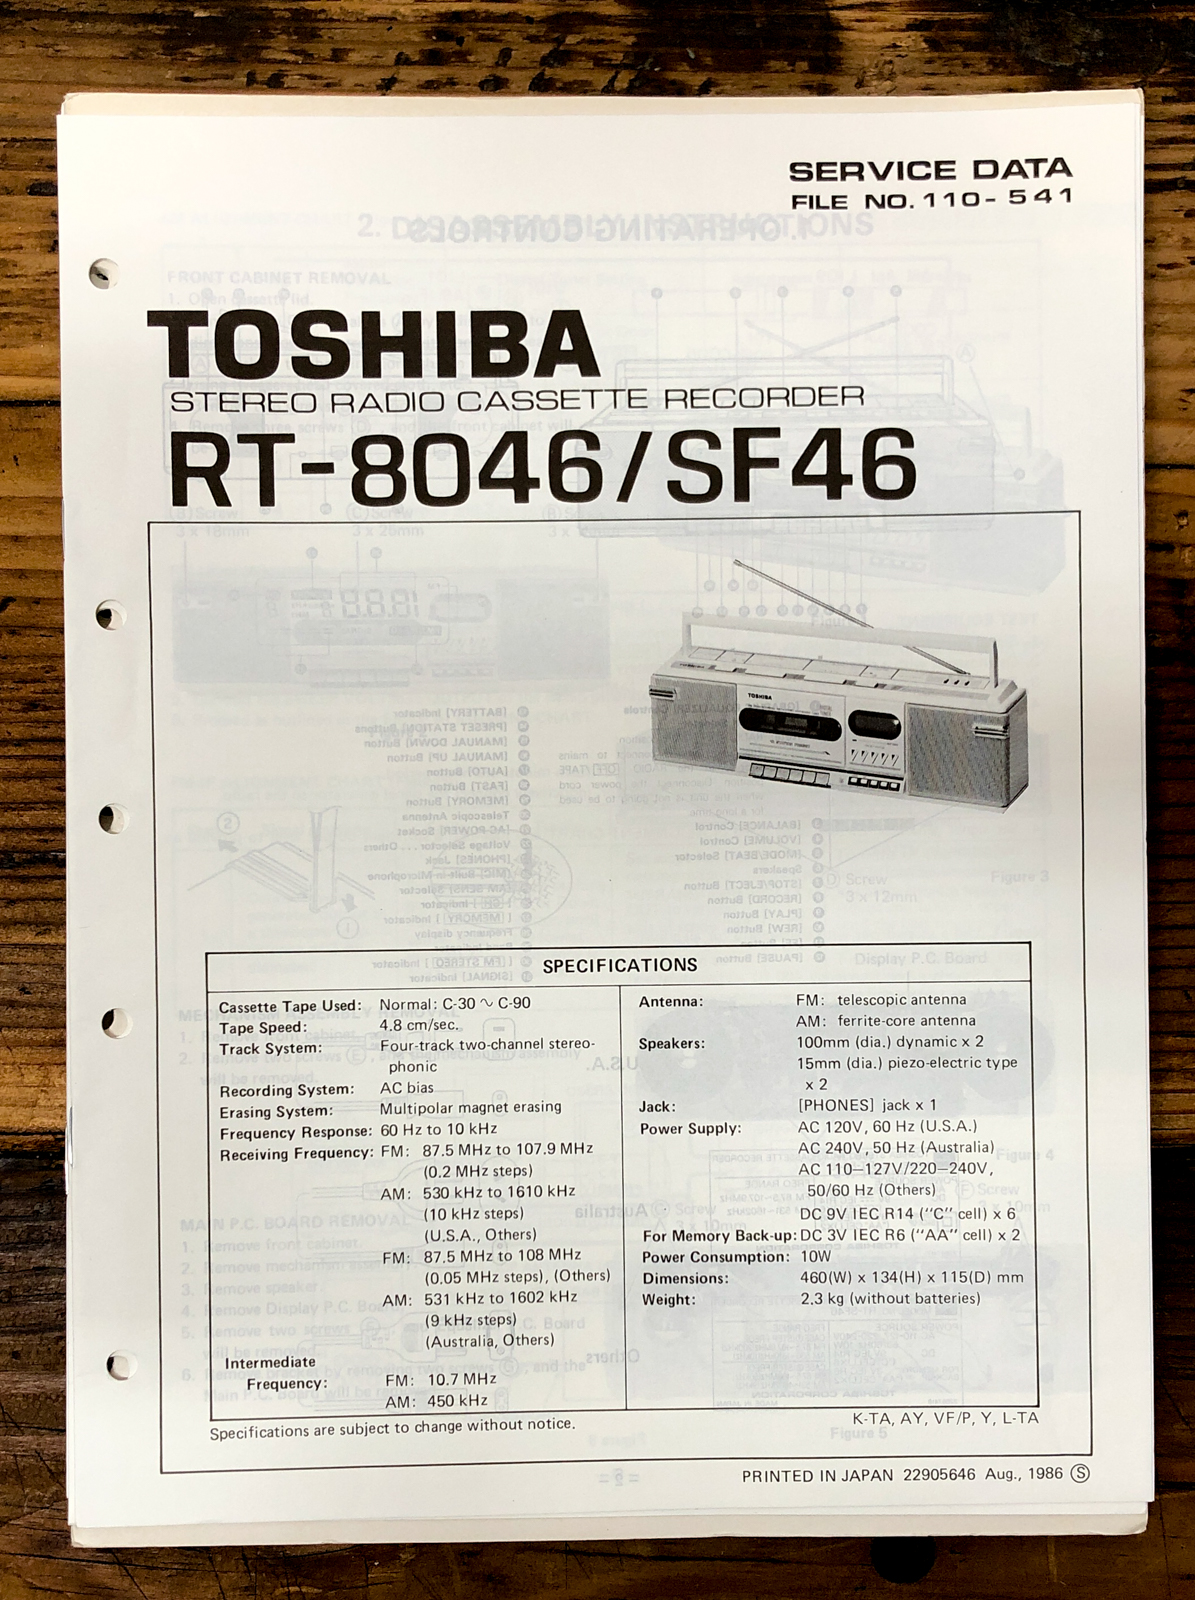 SERVICE DATA
FILE NO. 110-541
TOSHIBA
STEREO RADIO CASSETTE RECORDER
RT-8046/SF46
TOSHIBA
SPECIFICATIONS
Cassette Tape Used: Normal: C-30 ~ C-90
Tape Speed: 4.8 cm/sec.
Track System: Four-track two-channel stereo-
phonic
Recording System: AC bias
Erasing System: Multipolar magnet erasing
Frequency Response: 60 Hz to 10 kHz
Receiving Frequency: FM: 87.5 MHz to 107.9 MHz
(0.2 MHz steps)
AM: 530 kHz to 1610 kHz
(10 kHz steps)
(U.S.A., Others)
FM: 87.5 MHz to 108 MHz
(0.05 MHz steps), (Others)
AM: 531 kHz to 1602 kHz
(9 kHz steps)
(Australia, Others)
Intermediate
Frequency: FM: 10.7 MHz
AM: 450 kHz
Antenna: FM: telescopic antenna
AM: ferrite-core antenna
Speakers: 100mm (dia.) dynamic x 2
15mm (dia.) piezo-electric type
x 2
Jack: [PHONES] jack x 1
Power Supply: AC 120V, 60 Hz (U.S.A.)
AC 240V, 50 Hz (Australia)
AC 110-127V/220-240V,
50/60 Hz (Others)
DC 9V IEC R14 ("C" cell) x 6
For Memory Back-up: DC 3V IEC R6 ("AA" cell) x 2
Power Consumption: 10W
Dimensions: 460(W) x 134(H) x 115(D) mm
Weight: 2.3 kg (without batteries)
Specifications are subject to change without notice.
K-TA, AY, VF/P, Y, L-TA
PRINTED IN JAPAN 22905646 Aug., 1986 Ⓢ